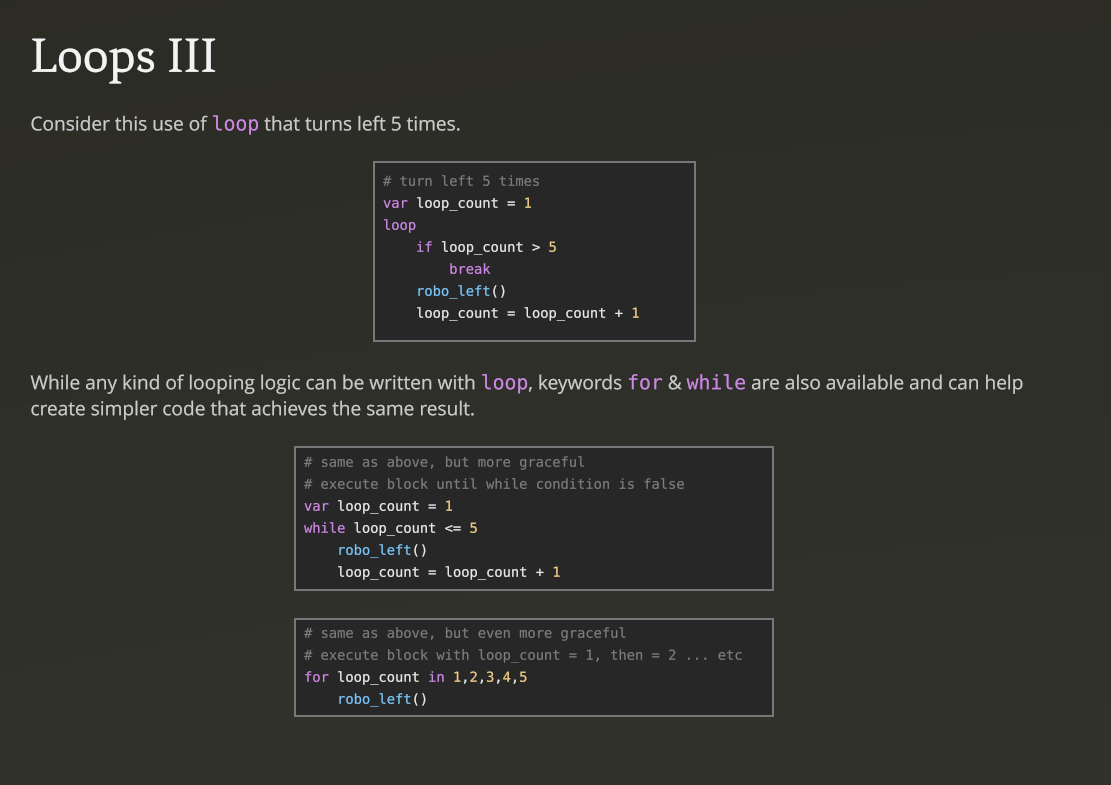 Loops III
Consider this use of loop that turns left 5 times.
# turn left 5 times
var loop_count = 1
loop
    if loop_count > 5
        break
    robo_left()
    loop_count = loop_count + 1
While any kind of looping logic can be written with loop, keywords for & while are also available and can help
create simpler code that achieves the same result.
# same as above, but more graceful
# execute block until while condition is false
var loop_count = 1
while loop_count <= 5
    robo_left()
    loop_count = loop_count + 1
# same as above, but even more graceful
# execute block with loop_count = 1, then = 2 ... etc
for loop_count in 1,2,3,4,5
    robo_left()